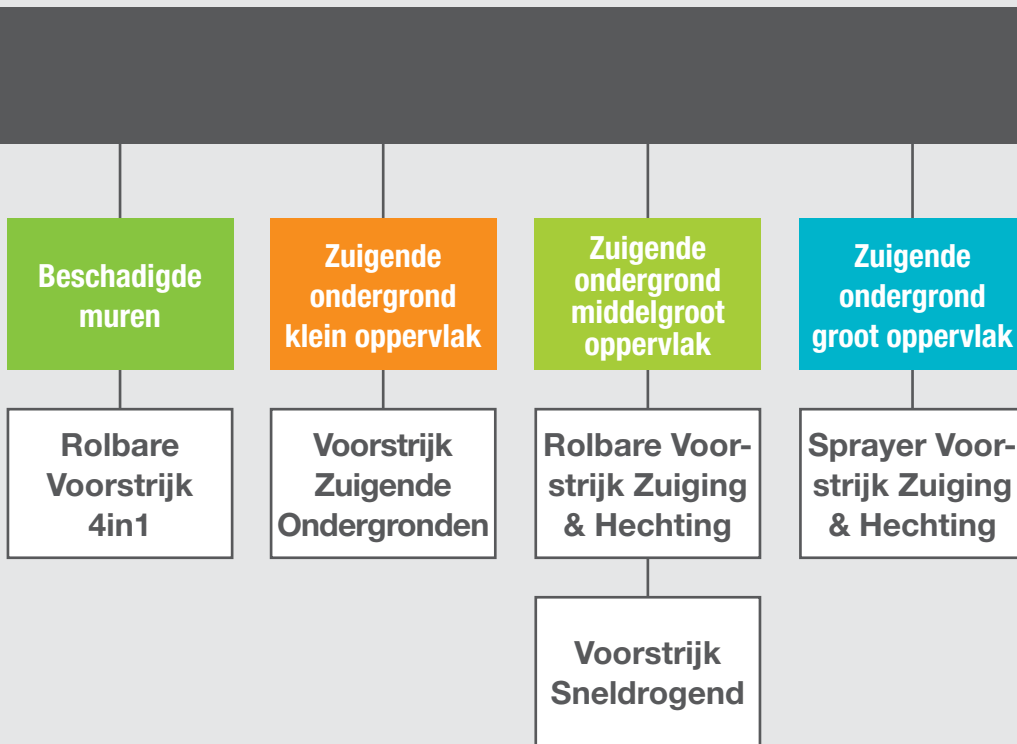 Beschadigde
muren
Zuigende
ondergrond
klein oppervlak
Zuigende
ondergrond
middelgroot
oppervlak
Zuigende
ondergrond
groot oppervlak
Rolbare
Voorstrijk
4in1
Voorstrijk
Zuigende
Ondergronden
Rolbare Voor-
strijk Zuiging
& Hechting
Sprayer Voor-
strijk Zuiging
& Hechting
Voorstrijk
Sneldrogend